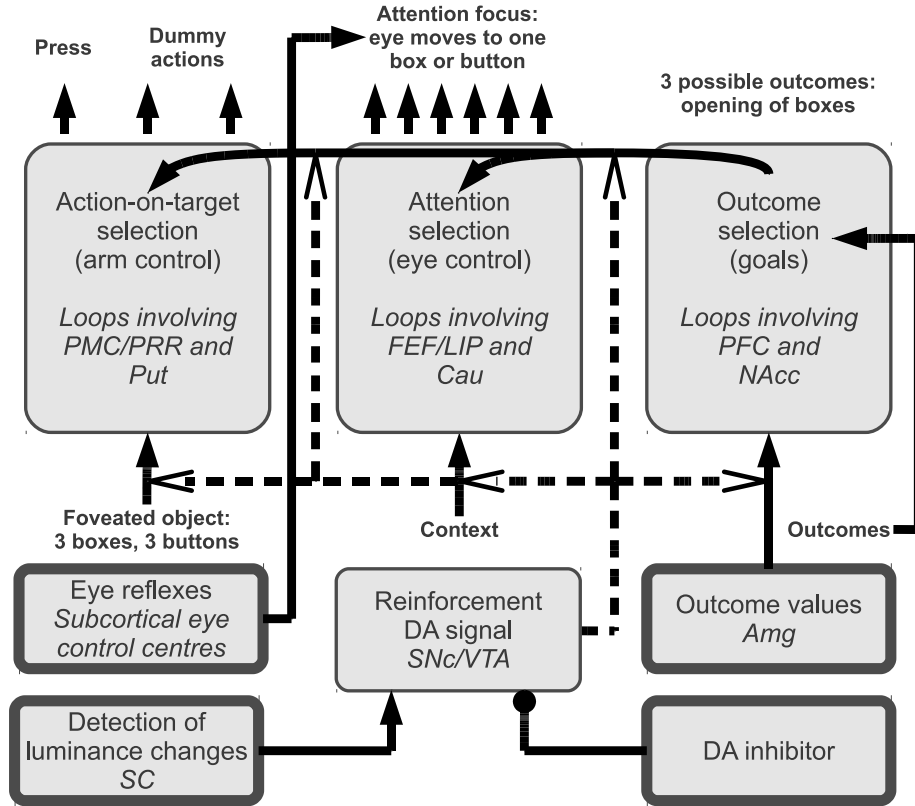 Press
Dummy
actions
Attention focus:
eye moves to one
box or button
3 possible outcomes:
opening of boxes
Action-on-target
selection
(arm control)
Loops involving
PMC/PRR and
Put
Attention
selection
(eye control)
Loops involving
FEF/LIP and
Cau
Outcome
selection
(goals)
Loops involving
PFC and
NAcc
Foveated object:
3 boxes, 3 buttons
Context
Outcomes
Eye reflexes
Subcortical eye
control centres
Reinforcement
DA signal
SNc/VTA
Outcome values
Amg
Detection of
luminance changes
SC
DA inhibitor